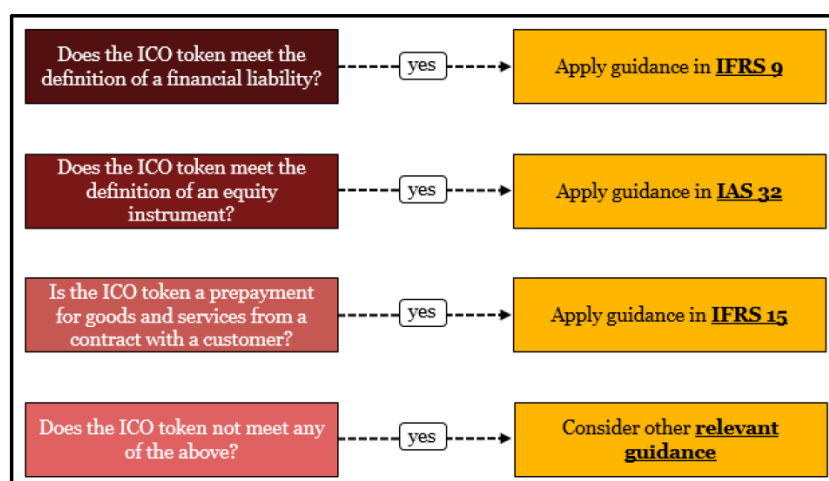 Does the ICO token meet the
definition of a financial liability?
yes
Apply guidance in IFRS 9
Does the ICO token meet the
definition of an equity
instrument?
yes
Apply guidance in IAS 32
Is the ICO token a prepayment
for goods and services from a
contract with a customer?
yes
Apply guidance in IFRS 15
Does the ICO token not meet any
of the above?
yes
Consider other relevant
guidance